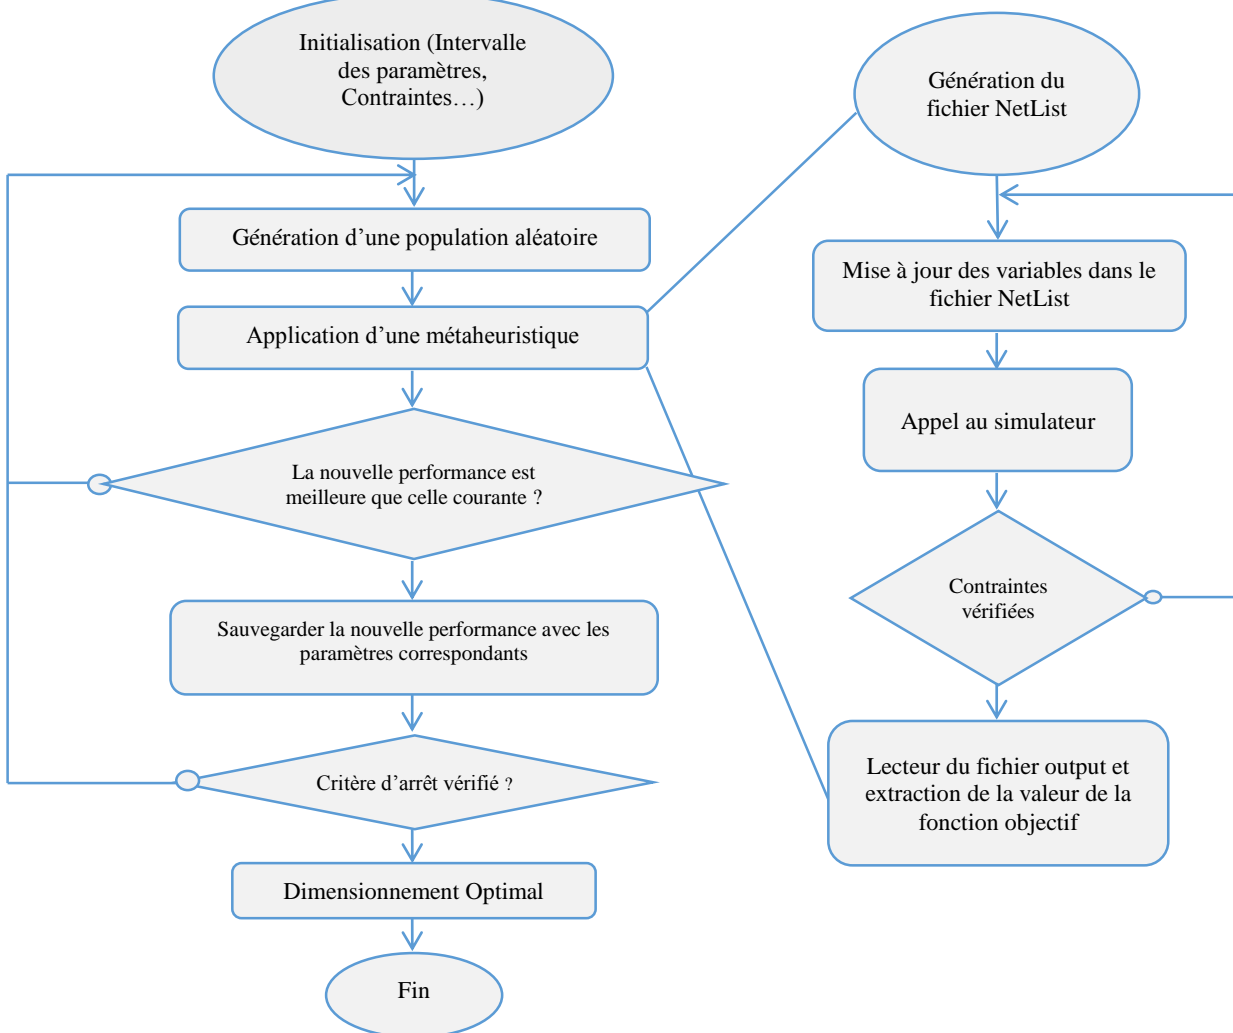 Initialisation (Intervalle
des paramètres,
Contraintes…)
Génération d’une population aléatoire
Application d’une métaheuristique
La nouvelle performance est
meilleure que celle courante ?
Sauvegarder la nouvelle performance avec les
paramètres correspondants
Critère d’arrêt vérifié ?
Dimensionnement Optimal
Fin
Génération du
fichier NetList
Mise à jour des variables dans le
fichier NetList
Appel au simulateur
Contraintes
vérifiées
Lecteur du fichier output et
extraction de la valeur de la
fonction objectif